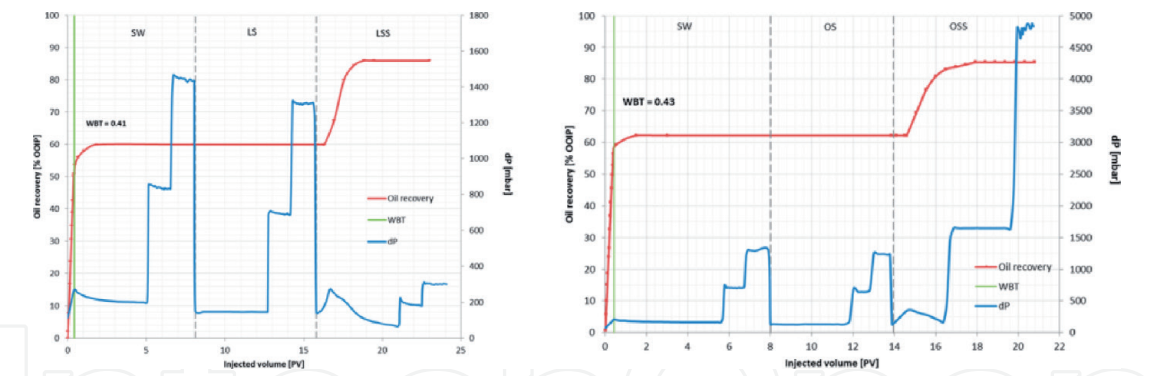 SW LS LSS
WBT = 0.41
Oil recovery [% OOIP]
100
90
80
70
60
50
40
30
20
10
0
1800
1600
1400
1200
1000
800
600
400
200
0
dP [mbar]
Oil recovery
WBT
dP
0 5 10 15 20 25
Injected volume [PV]
SW OS OSS
WBT = 0.43
Oil recovery [% OOIP]
100
90
80
70
60
50
40
30
20
10
0
5000
4500
4000
3500
3000
2500
2000
1500
1000
500
0
dP [mbar]
Oil recovery
WBT
dP
0 2 4 6 8 10 12 14 16 18 20 22
Injected volume [PV]